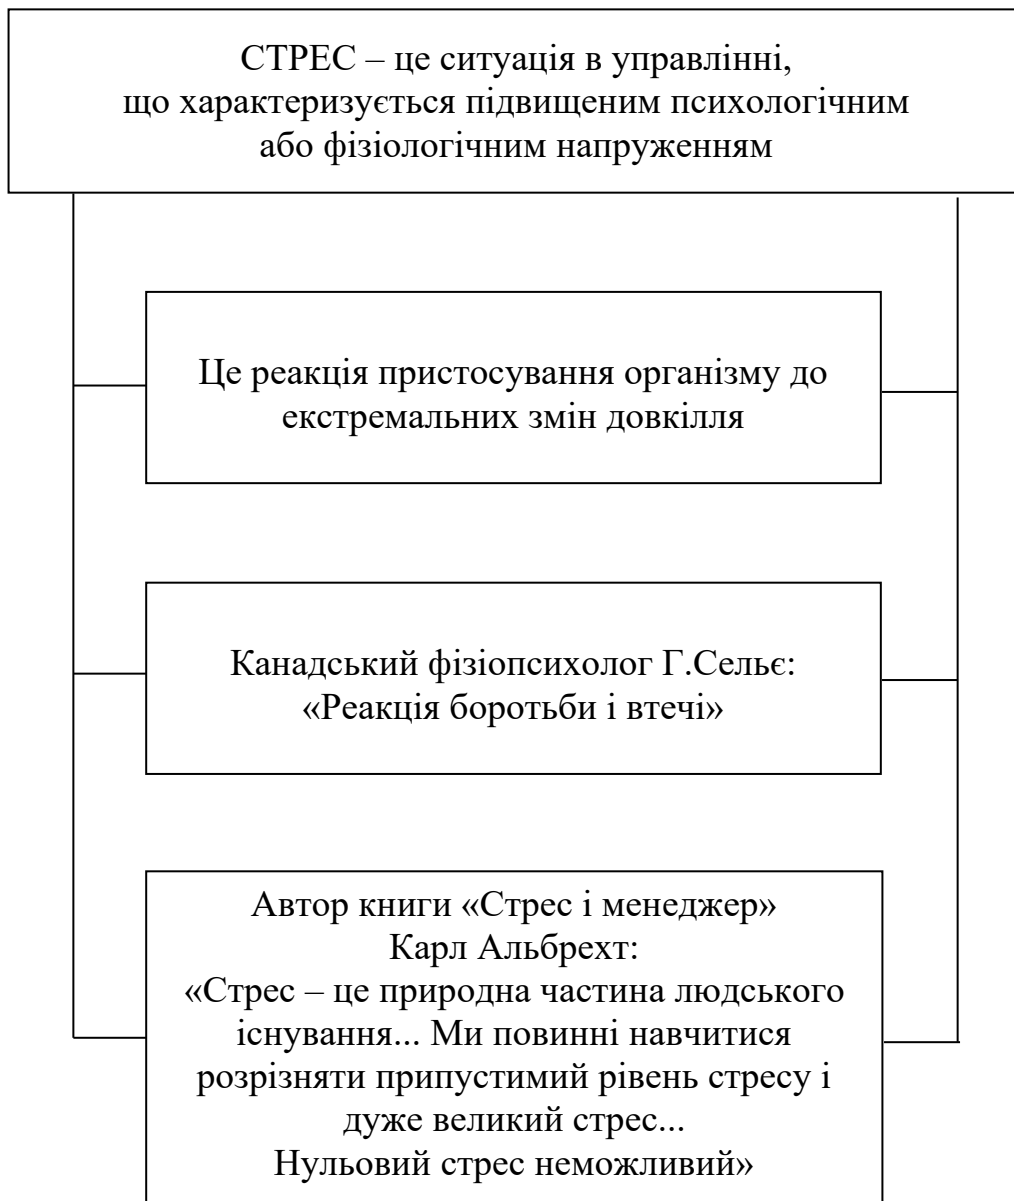 СТРЕС – це ситуація в управлінні,
що характеризується підвищеним психологічним
або фізіологічним напруженням
Це реакція пристосування організму до
екстремальних змін довкілля
Канадський фізіопсихолог Г.Сельє:
«Реакція боротьби і втечі»
Автор книги «Стрес і менеджер»
Карл Альбрехт:
«Стрес – це природна частина людського
існування... Ми повинні навчитися
розрізняти припустимий рівень стресу і
дуже великий стрес...
Нульовий стрес неможливий»